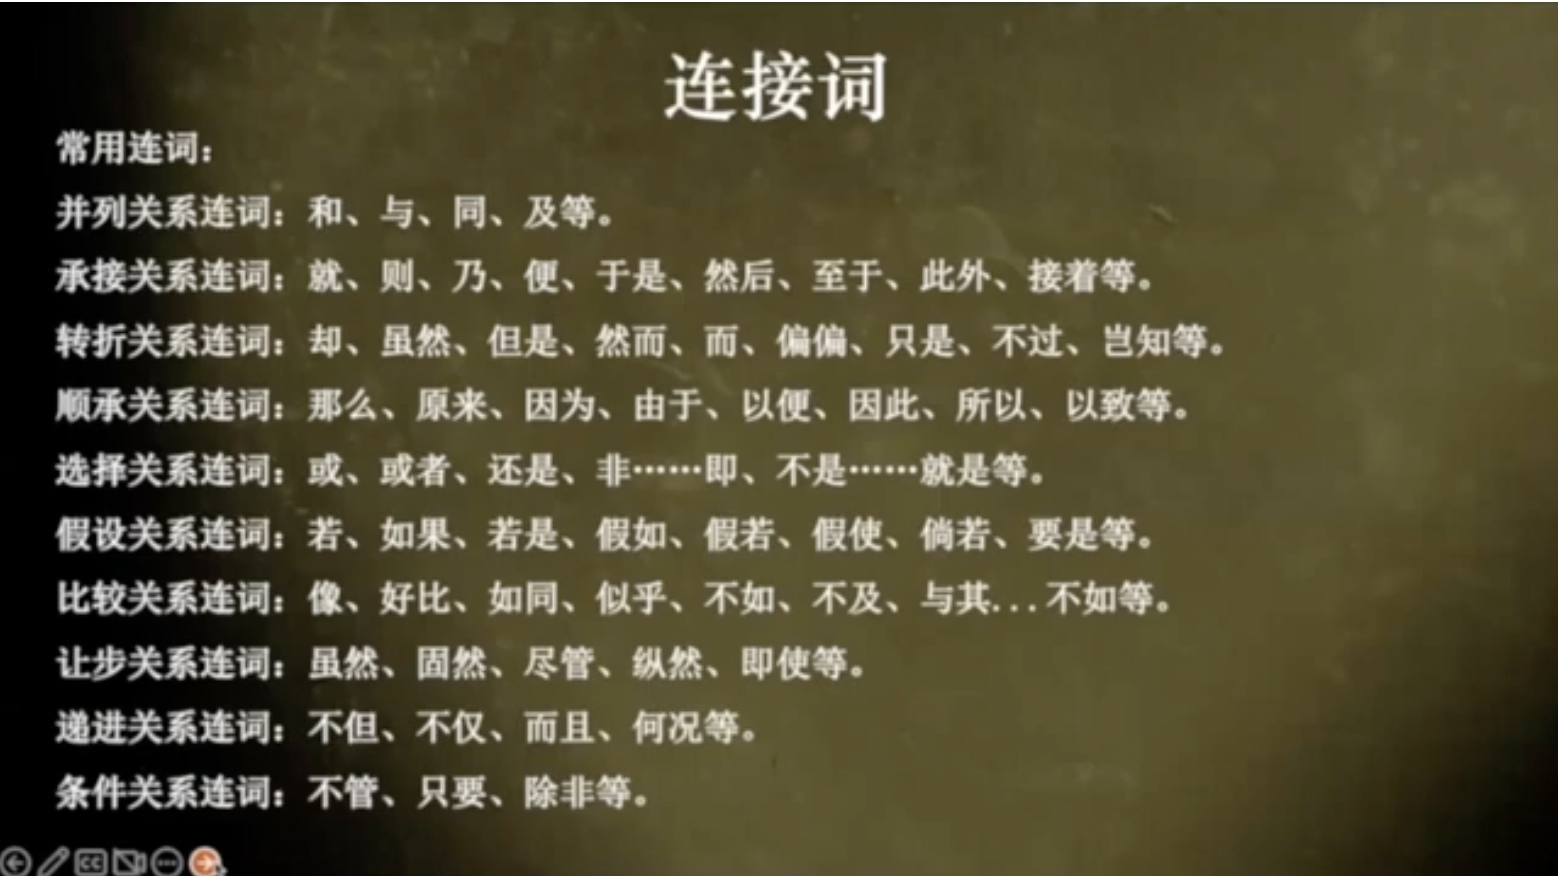 连接词
常用连词：
并列关系连词：和、与、同、及等。
承接关系连词：就、则、乃、便、于是、然后、至于、此外、接着等。
转折关系连词：却、虽然、但是、然而、而、偏偏、只是、不过、岂知等。
顺承关系连词：那么、原来、因为、由于、以便、因此、所以、以致等。
选择关系连词：或、或者、还是、非……即、不是……就是等。
假设关系连词：若、如果、若是、假如、假若、假使、倘若、要是等。
比较关系连词：像、好比、如同、似乎、不如、不及、与其...不如等。
让步关系连词：虽然、固然、尽管、纵然、即使等。
递进关系连词：不但、不仅、而且、何况等。
条件关系连词：不管、只要、除非等。
CC